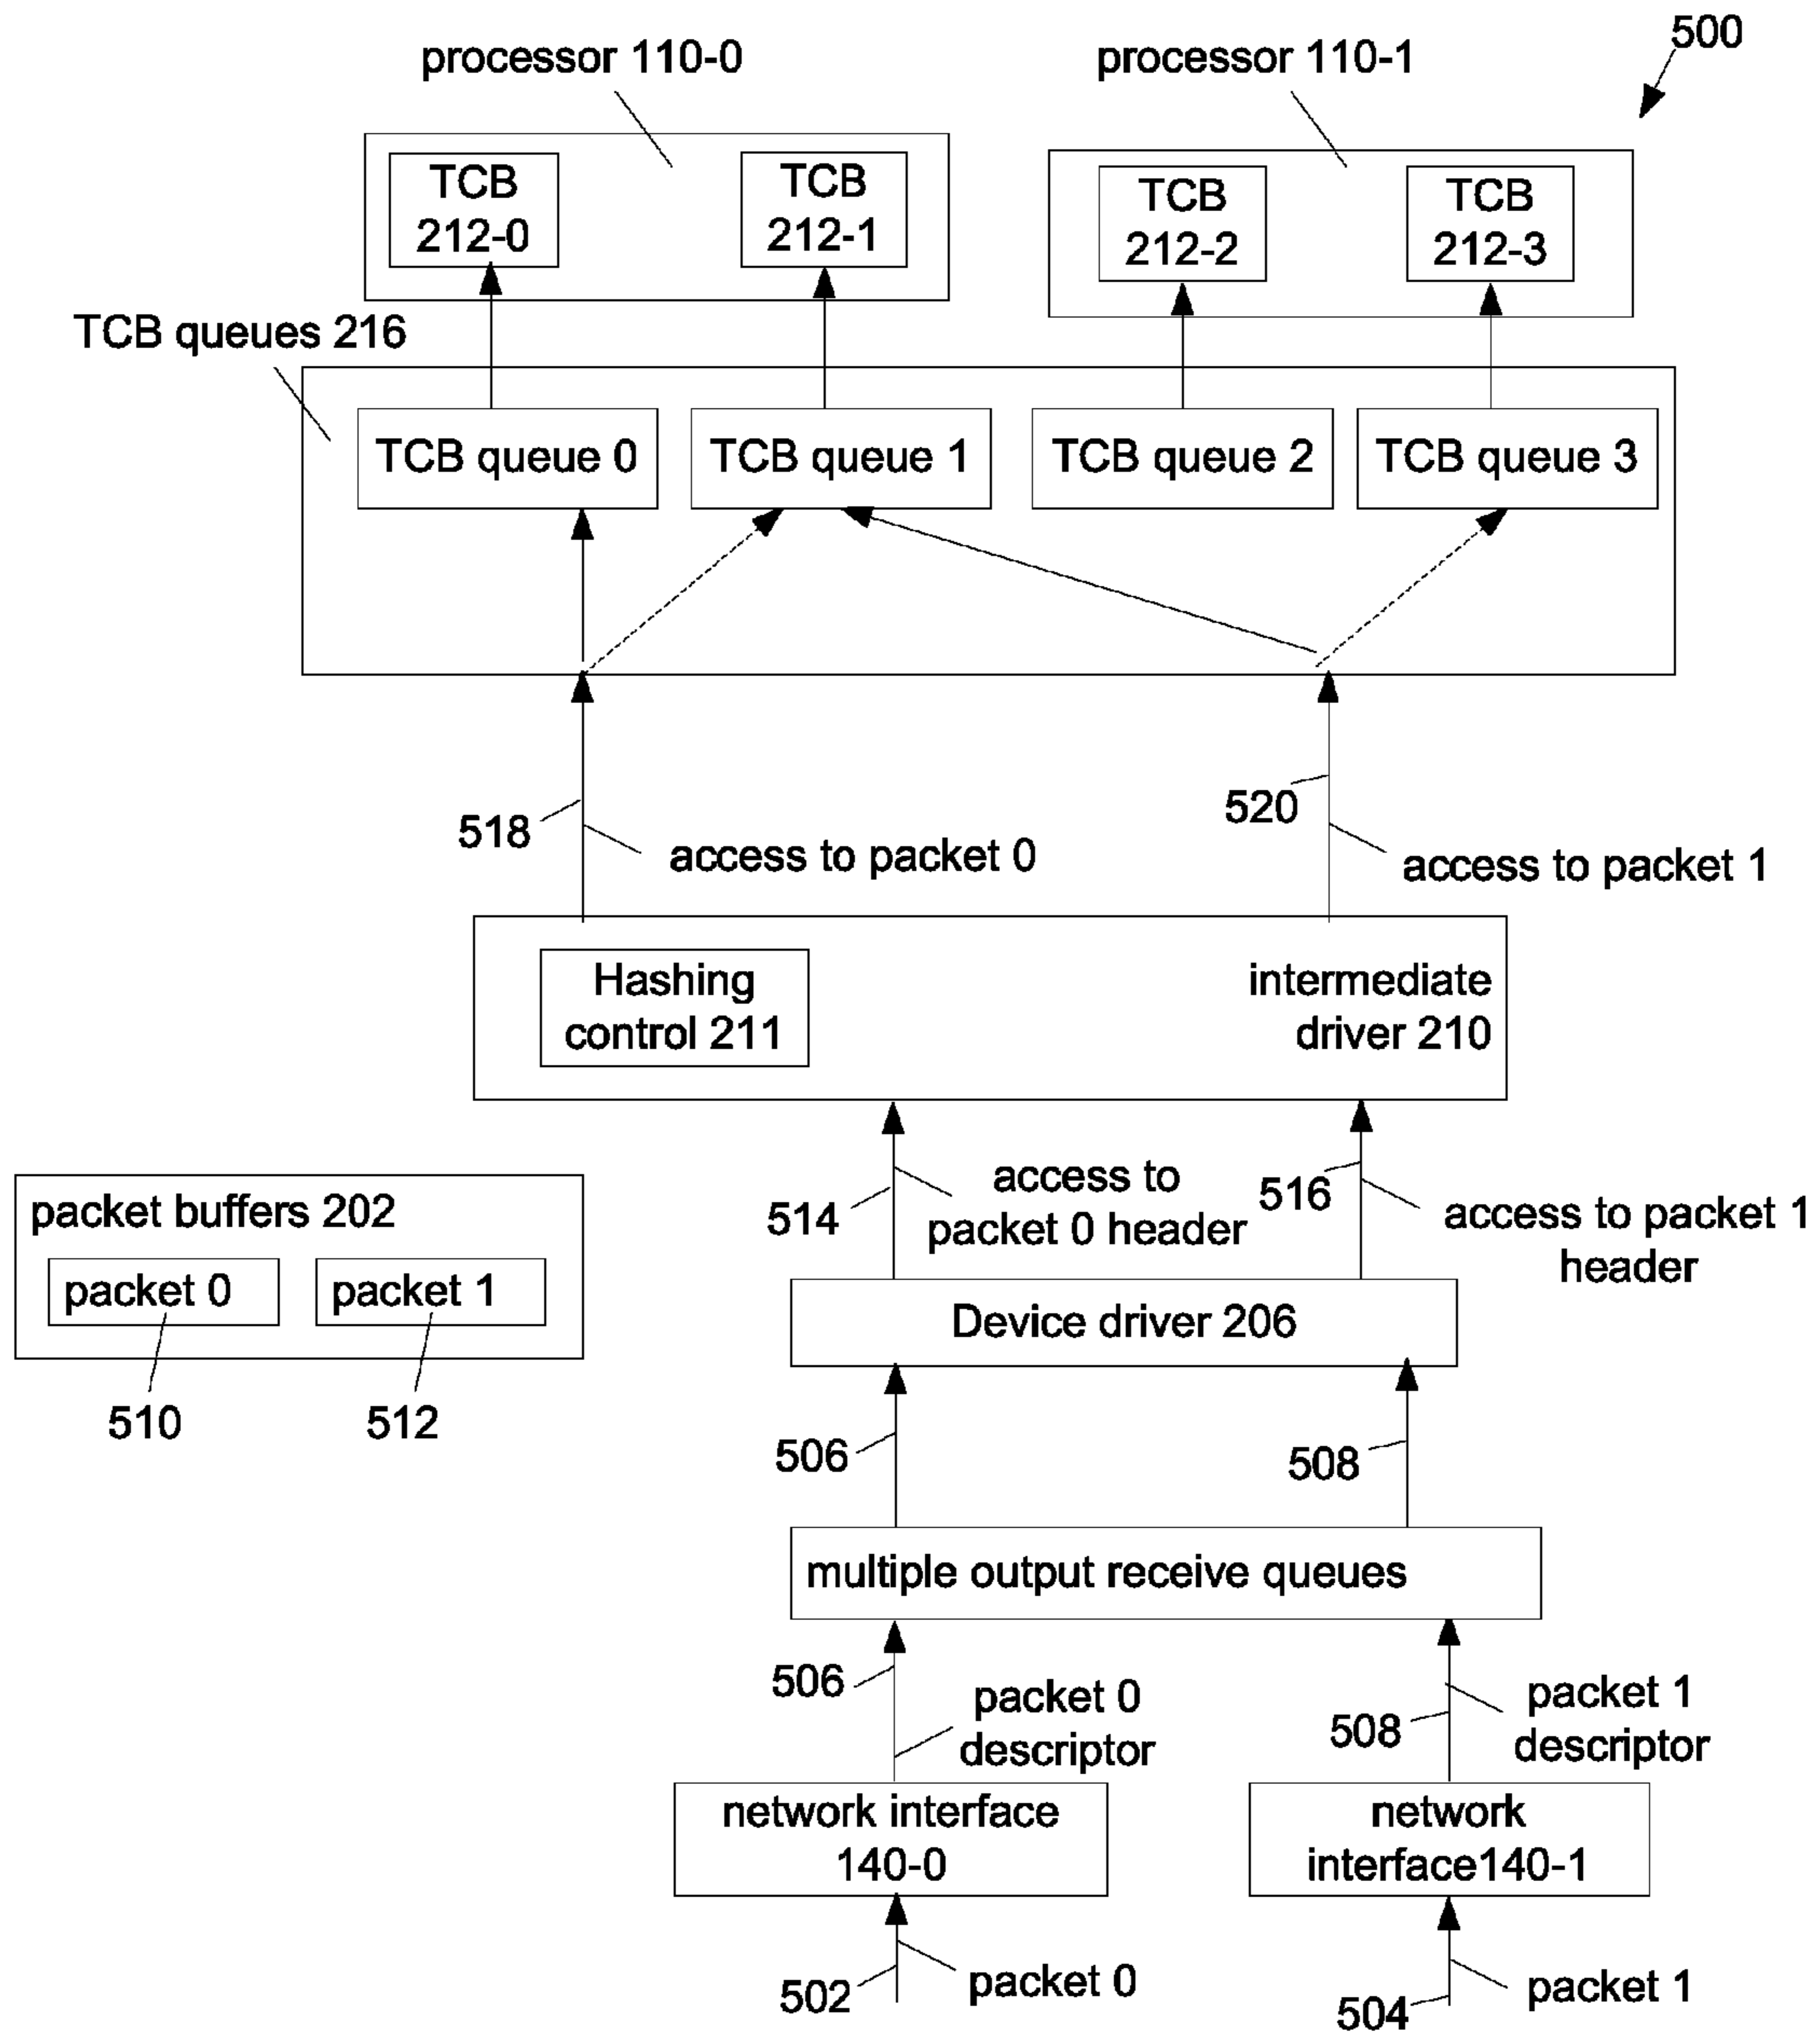 500
processor 110-0
processor 110-1
TCB
212-0
TCB
212-1
TCB
212-2
TCB
212-3
TCB queues 216
TCB queue 0
TCB queue 1
TCB queue 2
TCB queue 3
518
access to packet 0
520
access to packet 1
Hashing
control 211
intermediate
driver 210
514
access to
packet 0 header
516
access to packet 1
header
packet buffers 202
packet 0
packet 1
510
512
Device driver 206
506
508
multiple output receive queues
506
packet 0
descriptor
508
packet 1
descriptor
network interface
140-0
network
interface140-1
502
packet 0
504
packet 1